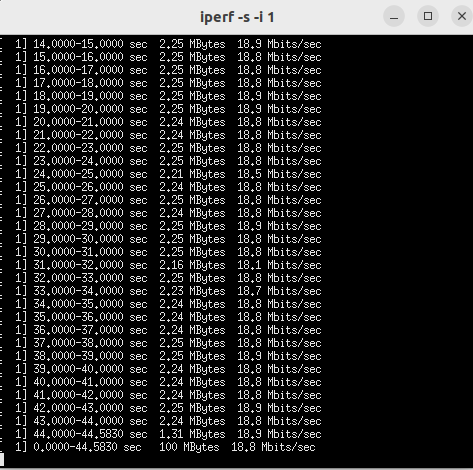 iperf -s -i 1
1] 14.0000-15.0000 sec  2.25 MBytes  18.9 Mbits/sec
1] 15.0000-16.0000 sec  2.25 MBytes  18.9 Mbits/sec
1] 16.0000-17.0000 sec  2.25 MBytes  18.8 Mbits/sec
1] 17.0000-18.0000 sec  2.25 MBytes  18.8 Mbits/sec
1] 18.0000-19.0000 sec  2.25 MBytes  18.9 Mbits/sec
1] 19.0000-20.0000 sec  2.25 MBytes  18.9 Mbits/sec
1] 20.0000-21.0000 sec  2.24 MBytes  18.8 Mbits/sec
1] 21.0000-22.0000 sec  2.24 MBytes  18.8 Mbits/sec
1] 22.0000-23.0000 sec  2.25 MBytes  18.8 Mbits/sec
1] 23.0000-24.0000 sec  2.25 MBytes  18.8 Mbits/sec
1] 24.0000-25.0000 sec  2.21 MBytes  18.5 Mbits/sec
1] 25.0000-26.0000 sec  2.24 MBytes  18.8 Mbits/sec
1] 26.0000-27.0000 sec  2.25 MBytes  18.8 Mbits/sec
1] 27.0000-28.0000 sec  2.24 MBytes  18.8 Mbits/sec
1] 28.0000-29.0000 sec  2.25 MBytes  18.9 Mbits/sec
1] 29.0000-30.0000 sec  2.25 MBytes  18.8 Mbits/sec
1] 30.0000-31.0000 sec  2.25 MBytes  18.8 Mbits/sec
1] 31.0000-32.0000 sec  2.16 MBytes  18.1 Mbits/sec
1] 32.0000-33.0000 sec  2.25 MBytes  18.8 Mbits/sec
1] 33.0000-34.0000 sec  2.23 MBytes  18.7 Mbits/sec
1] 34.0000-35.0000 sec  2.24 MBytes  18.8 Mbits/sec
1] 35.0000-36.0000 sec  2.24 MBytes  18.8 Mbits/sec
1] 36.0000-37.0000 sec  2.24 MBytes  18.8 Mbits/sec
1] 37.0000-38.0000 sec  2.25 MBytes  18.8 Mbits/sec
1] 38.0000-39.0000 sec  2.25 MBytes  18.9 Mbits/sec
1] 39.0000-40.0000 sec  2.24 MBytes  18.8 Mbits/sec
1] 40.0000-41.0000 sec  2.24 MBytes  18.8 Mbits/sec
1] 41.0000-42.0000 sec  2.24 MBytes  18.8 Mbits/sec
1] 42.0000-43.0000 sec  2.25 MBytes  18.9 Mbits/sec
1] 43.0000-44.0000 sec  2.24 MBytes  18.8 Mbits/sec
1] 44.0000-44.5830 sec  1.31 MBytes  18.9 Mbits/sec
1] 0.0000-44.5830 sec   100 MBytes  18.8 Mbits/sec